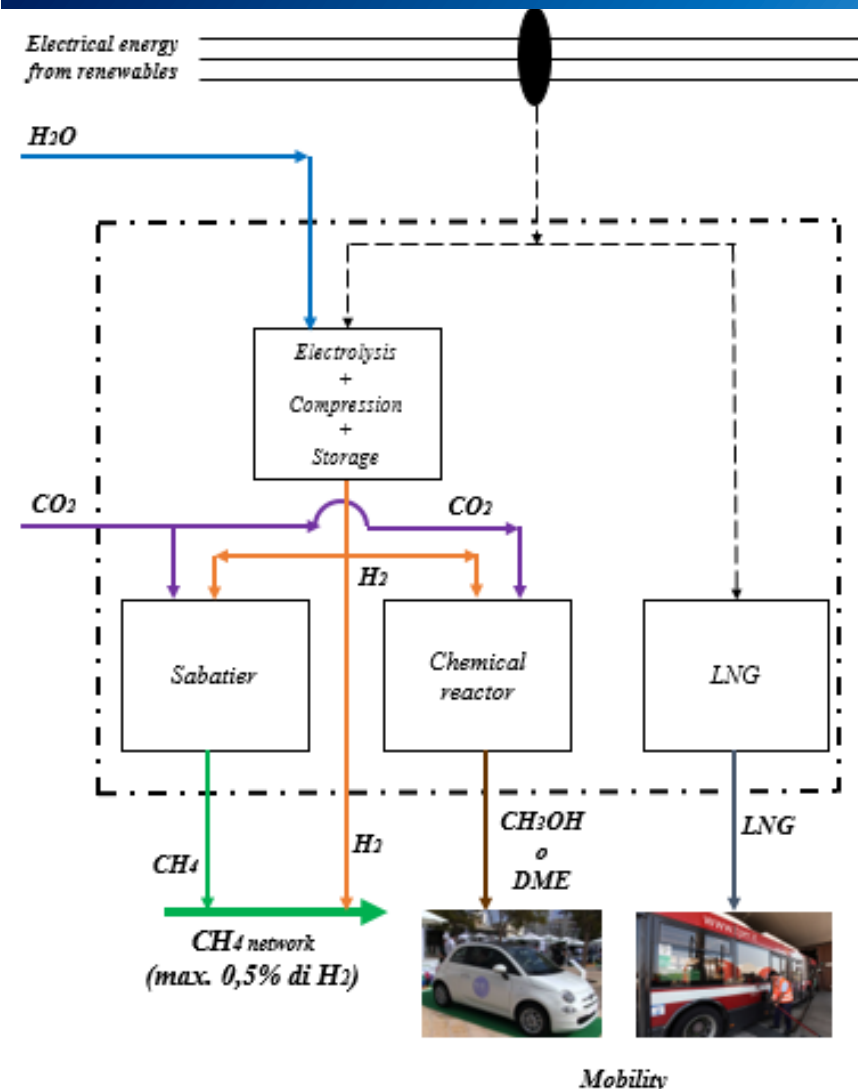 Electrical energy
from renewables
H2O
Electrolysis
+
Compression
+
Storage
CO2
CO2
H2
Sabatier
Chemical
reactor
LNG
CH4
H2
CH3OH
o
DME
LNG
CH4 network
(max. 0,5% di H2)
Mobility